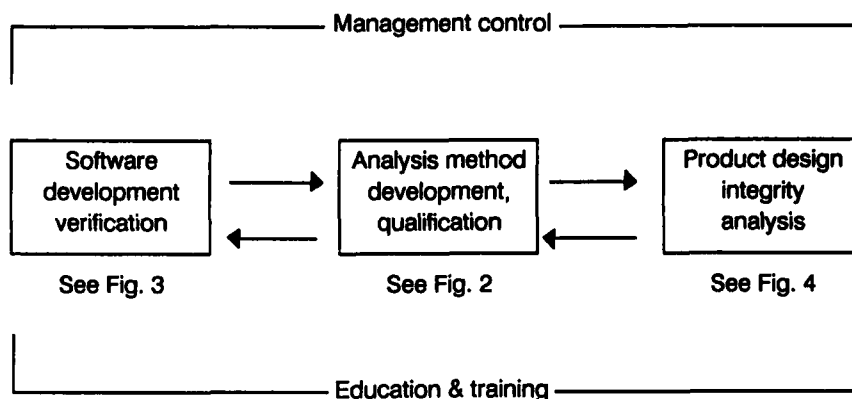 Management control
Software
development
verification
Analysis method
development,
qualification
Product design
integrity
analysis
See Fig. 3
See Fig. 2
See Fig. 4
Education & training